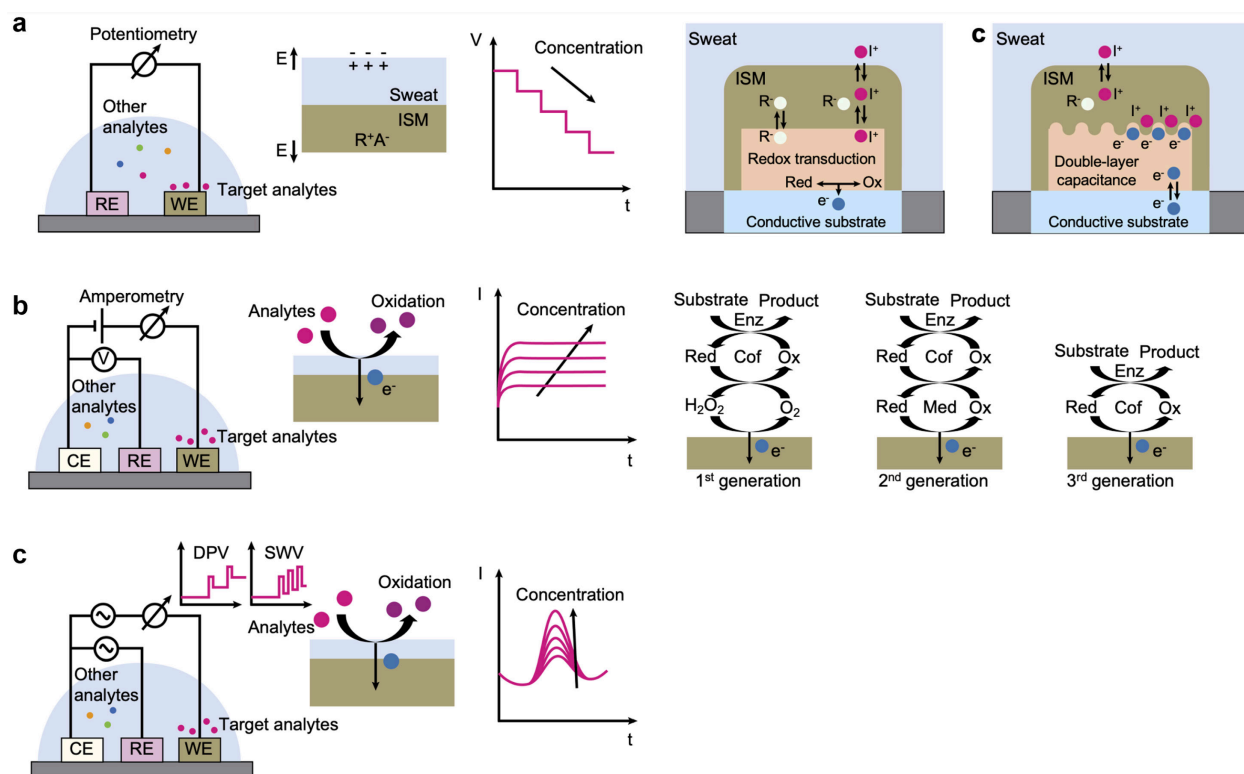 a
Potentiometry
Other
analytes
Target analytes
RE
WE
E
- - -
+ + +
Sweat
ISM
R⁺A⁻
E
V
Concentration
t
Sweat
I⁺
ISM
R⁻
R⁻
I⁺
R⁻
I⁺
Redox transduction
Red
Ox
e⁻
Conductive substrate
c
Sweat
I⁺
ISM
R⁻
I⁺
I⁺
I⁺
I⁺
e⁻
e⁻
e⁻
Double-layer
capacitance
e⁻
e⁻
Conductive substrate
b
Amperometry
V
Other
analytes
Target analytes
CE
RE
WE
Analytes
Oxidation
e⁻
I
Concentration
t
Substrate Product
Enz
Red Cof Ox
H₂O₂ O₂
e⁻
1st generation
Substrate Product
Enz
Red Cof Ox
Red Med Ox
e⁻
2nd generation
Substrate Product
Enz
Red Cof Ox
e⁻
3rd generation
c
DPV
SWV
Other
analytes
Target analytes
CE
RE
WE
Analytes
Oxidation
e⁻
I
Concentration
t